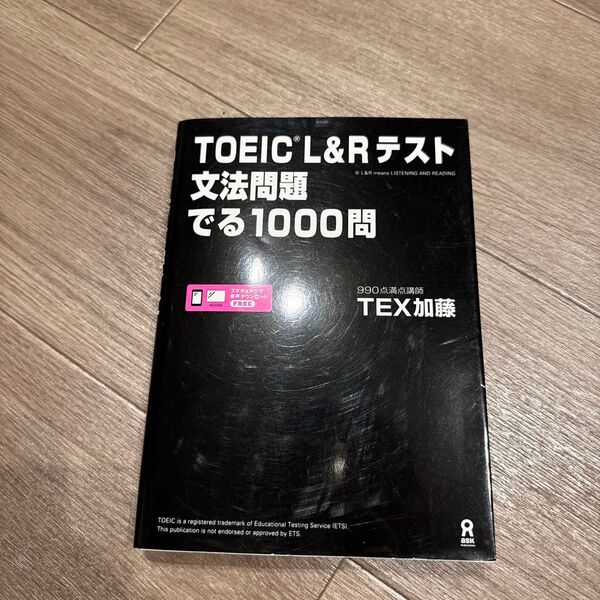 TOEIC® L&Rテスト
® L&R means LISTENING AND READING
文法問題
でる1000問
スマホ&PCで
音声ダウンロード
FREE
990点満点講師
TEX加藤
TOEIC is a registered trademark of Educational Testing Service (ETS).
This publication is not endorsed or approved by ETS.
ask
PUBLISHING